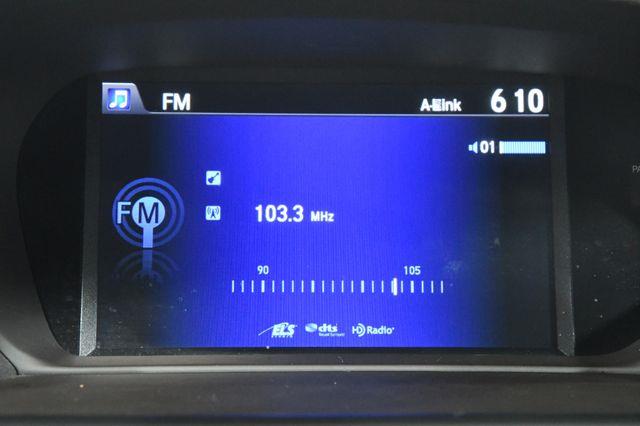 FM A-Link 6 10
01
FM
103.3 MHz
90 105
ELS dts HD Radio